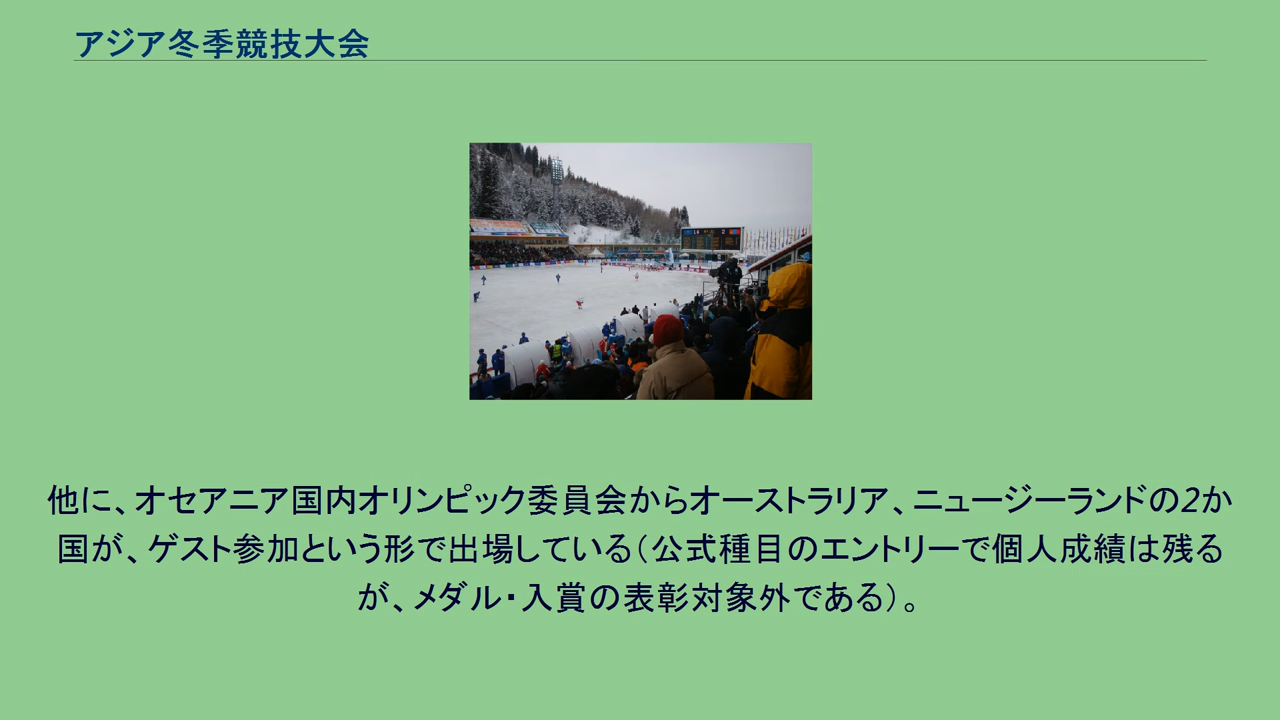 アジア冬季競技大会
他に、オセアニア国内オリンピック委員会からオーストラリア、ニュージーランドの2か
国が、ゲスト参加という形で出場している（公式種目のエントリーで個人成績は残る
が、メダル・入賞の表彰対象外である）。